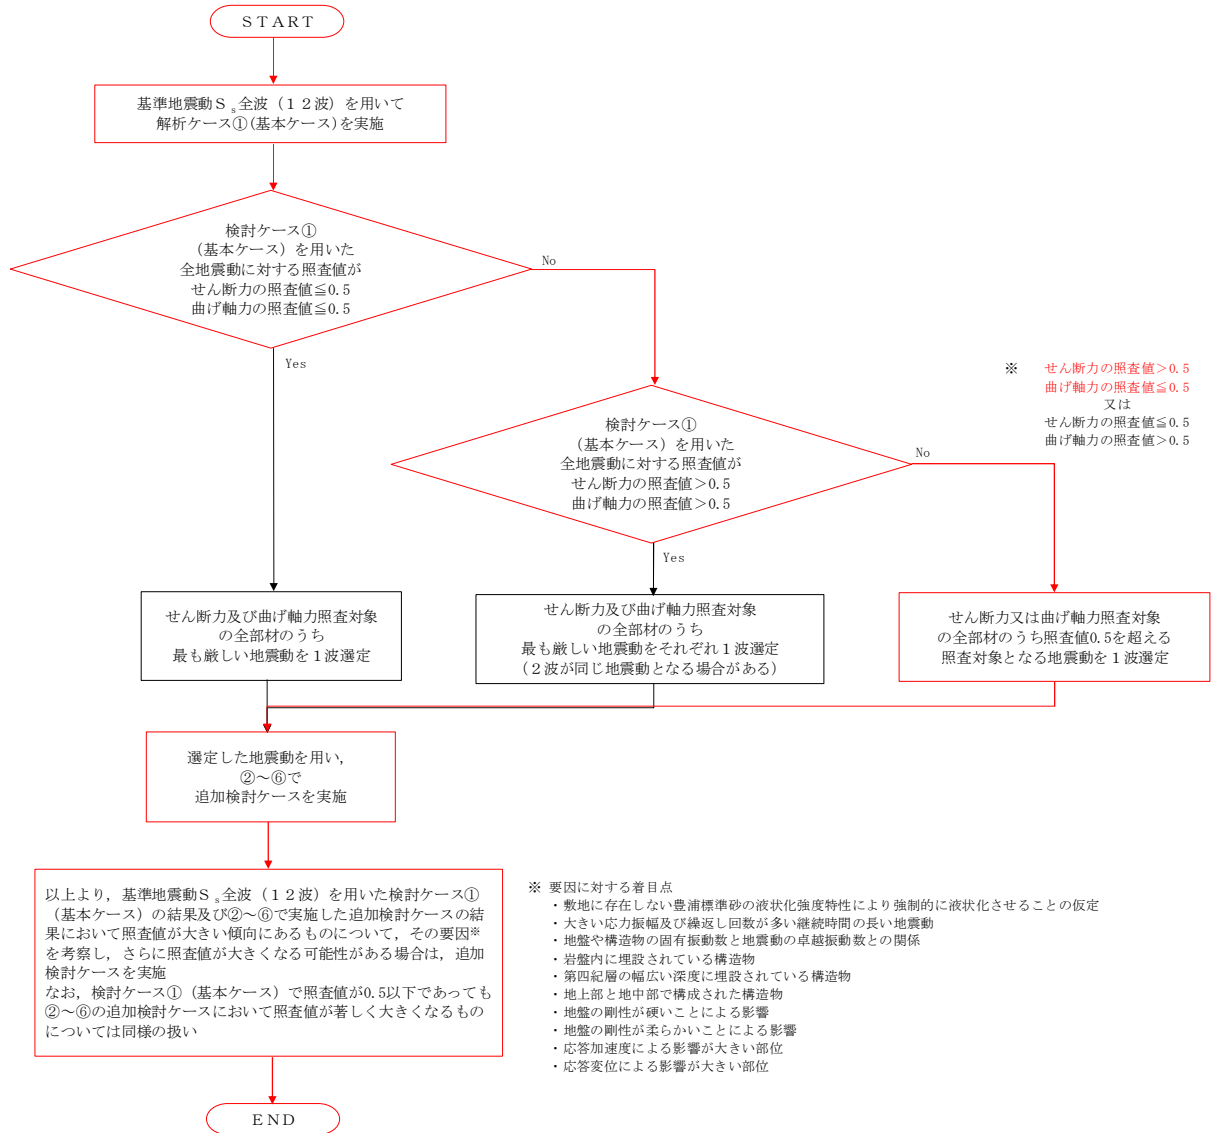 ＳＴＡＲＴ
基準地震動Ｓｓ全波（１２波）を用いて
解析ケース①(基本ケース)を実施
検討ケース①
（基本ケース）を用いた
全地震動に対する照査値が
せん断力の照査値≦0.5
曲げ軸力の照査値≦0.5
No
Yes
※
せん断力の照査値＞0.5
曲げ軸力の照査値≦0.5
又は
せん断力の照査値≦0.5
曲げ軸力の照査値＞0.5
検討ケース①
（基本ケース）を用いた
全地震動に対する照査値が
せん断力の照査値＞0.5
曲げ軸力の照査値＞0.5
No
Yes
せん断力及び曲げ軸力照査対象
の全部材のうち
最も厳しい地震動を１波選定
せん断力及び曲げ軸力照査対象
の全部材のうち
最も厳しい地震動をそれぞれ１波選定
（２波が同じ地震動となる場合がある）
せん断力又は曲げ軸力照査対象
の全部材のうち照査値0.5を超える
照査対象となる地震動を１波選定
選定した地震動を用い，
②～⑥で
追加検討ケースを実施
以上より，基準地震動Ｓｓ全波（１２波）を用いた検討ケース①
（基本ケース）の結果及び②～⑥で実施した追加検討ケースの結
果において照査値が大きい傾向にあるものについて，その要因※
を考察し，さらに照査値が大きくなる可能性がある場合は，追加
検討ケースを実施
なお，検討ケース①（基本ケース）で照査値が0.5以下であっても
②～⑥の追加検討ケースにおいて照査値が著しく大きくなるもの
については同様の扱い
※ 要因に対する着目点
・敷地に存在しない豊浦標準砂の液状化強度特性により強制的に液状化させることの仮定
・大きい応力振幅及び繰返し回数が多い継続時間の長い地震動
・地盤や構造物の固有振動数と地震動の卓越振動数との関係
・岩盤内に埋設されている構造物
・第四紀層の幅広い深度に埋設されている構造物
・地上部と地中部で構成された構造物
・地盤の剛性が硬いことによる影響
・地盤の剛性が柔らかいことによる影響
・応答加速度による影響が大きい部位
・応答変位による影響が大きい部位
ＥＮＤ